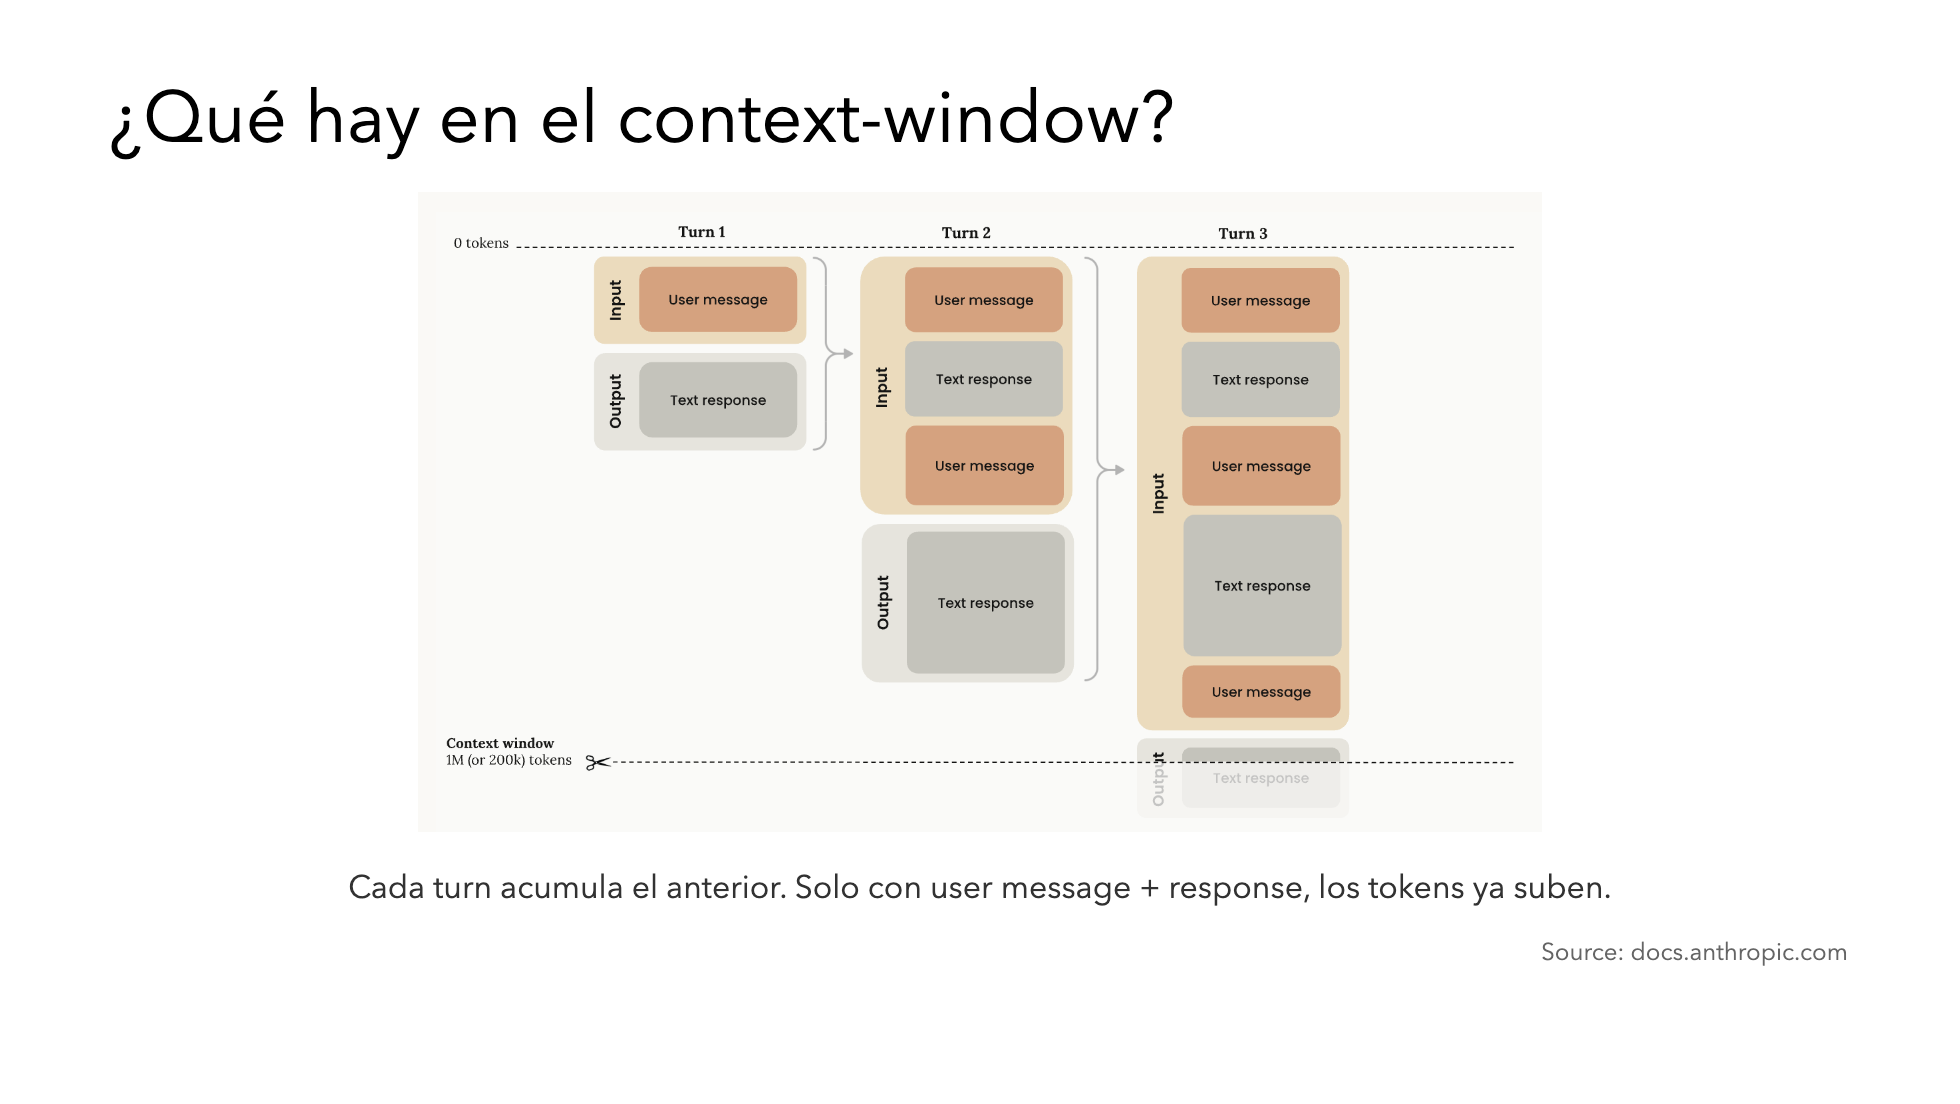 ¿Qué hay en el context-window?
Turn 1
Turn 2
Turn 3
0 tokens
Input
User message
Output
Text response
Input
User message
Text response
User message
Output
Text response
Input
User message
Text response
User message
Text response
User message
Output
Text response
Context window
1M (or 200k) tokens
Cada turn acumula el anterior. Solo con user message + response, los tokens ya suben.
Source: docs.anthropic.com